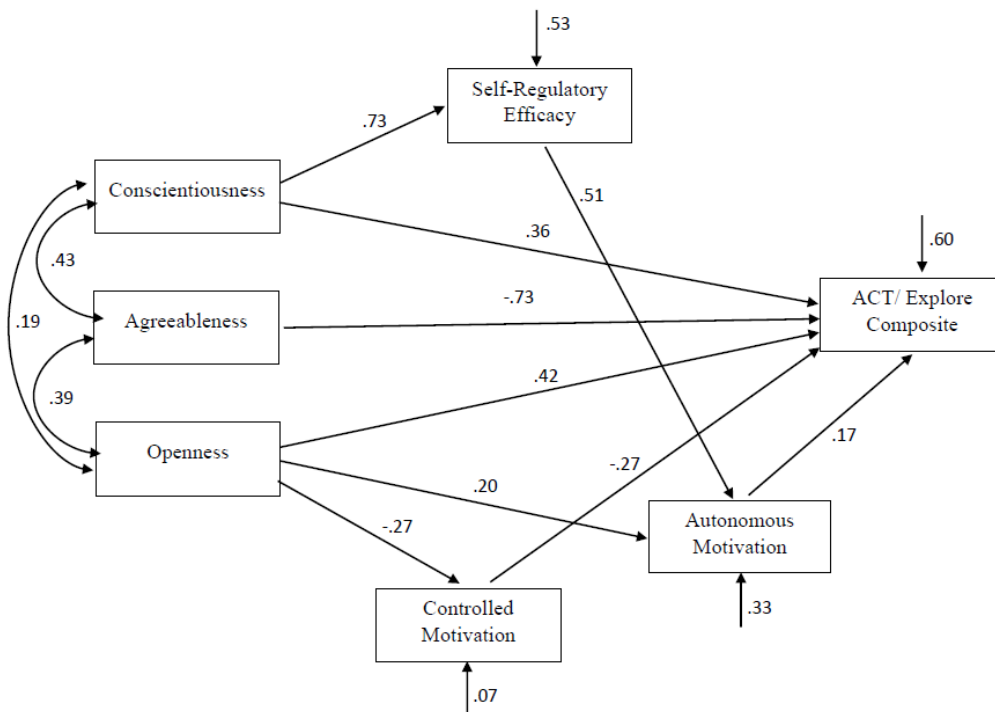 .53
Self-Regulatory
Efficacy
.73
Conscientiousness
.51
.36
.60
.43
ACT/ Explore
Composite
-.73
.19
Agreeableness
.42
.39
.17
Openness
-.27
.20
Autonomous
Motivation
-.27
Controlled
Motivation
.33
.07